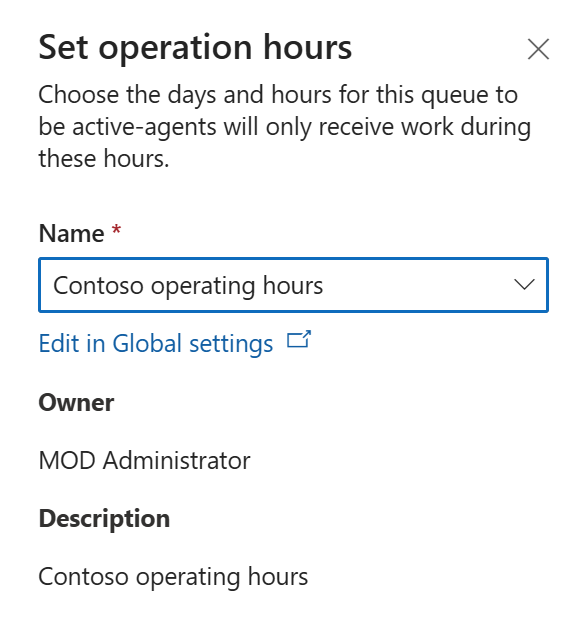 Set operation hours
Choose the days and hours for this queue to
be active-agents will only receive work during
these hours.
Name *
Contoso operating hours
Edit in Global settings
Owner
MOD Administrator
Description
Contoso operating hours